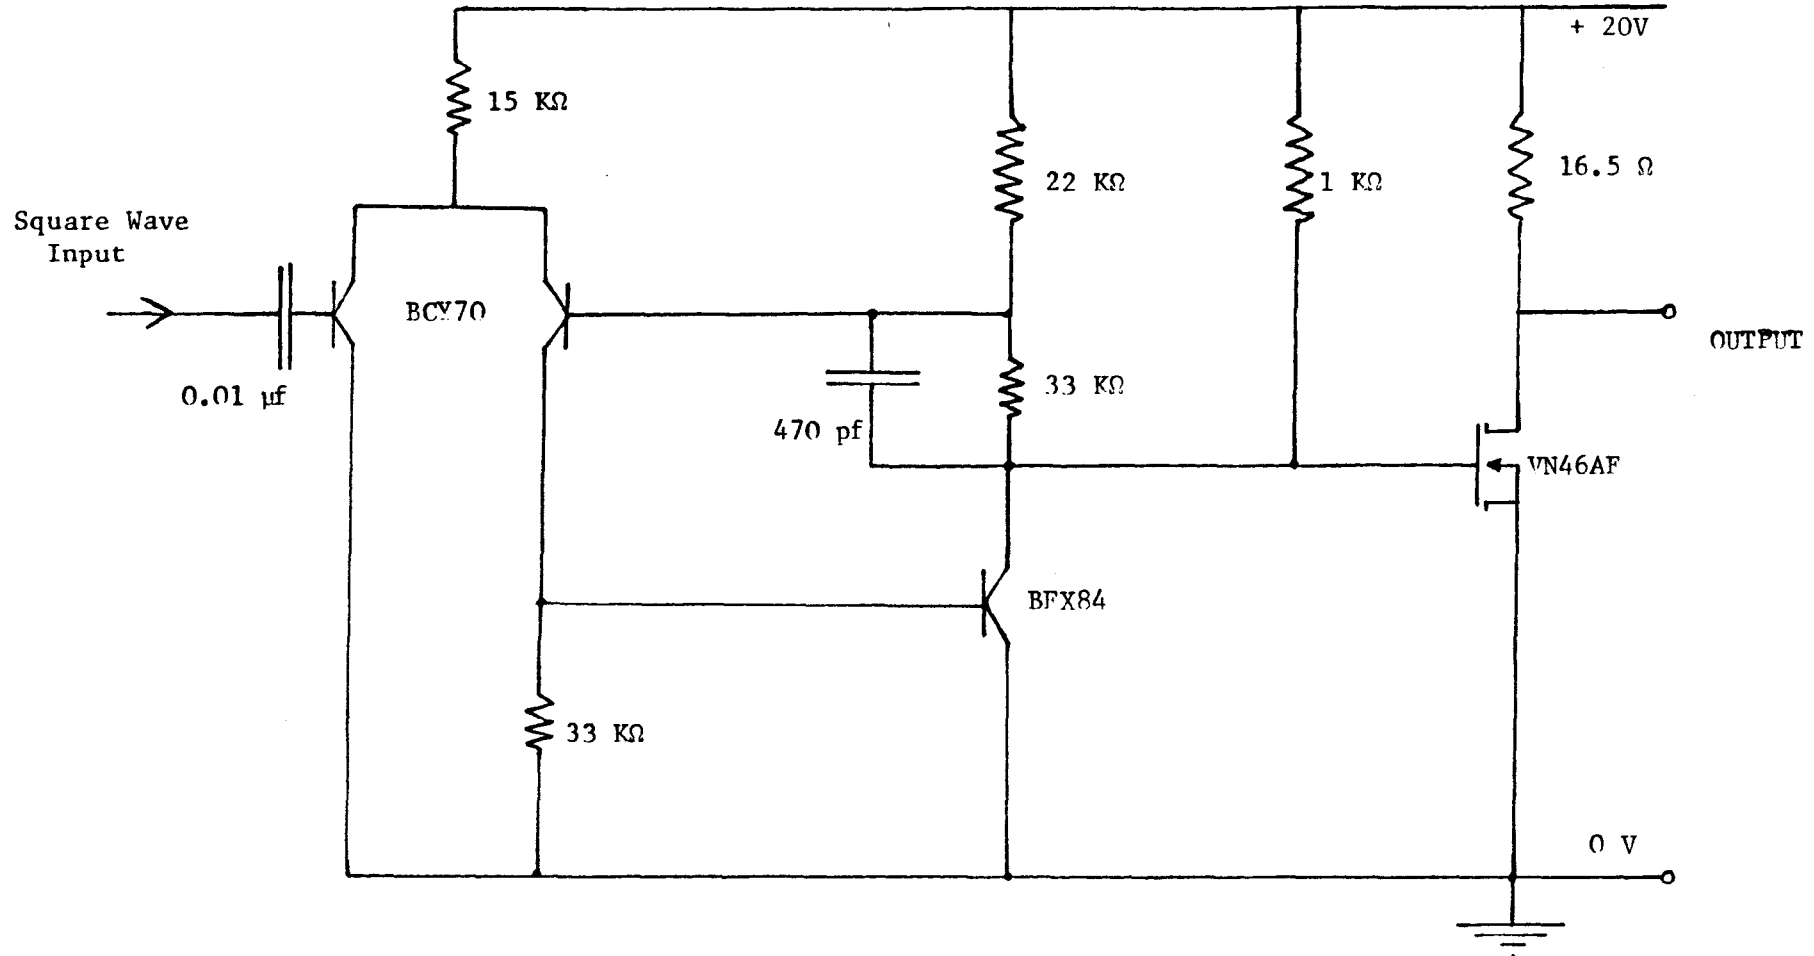 + 20V
15 KΩ
22 KΩ
1 KΩ
16.5 Ω
Square Wave
Input
BCY70
0.01 µf
33 KΩ
470 pf
OUTPUT
VN46AF
BFX84
33 KΩ
0 V